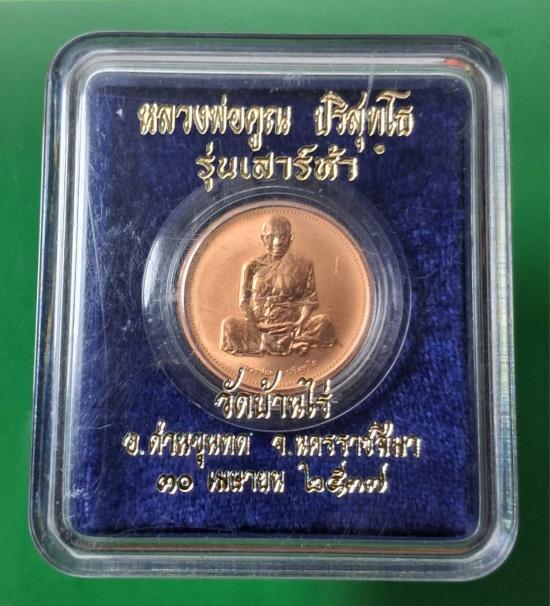 หลวงพ่อคูณ ปริสุทฺโธ
รุ่นเสาร์ห้า
วัดบ้านไร่
อ.ด่านขุนทด จ.นครราชสีมา
๓๐ เมษายน ๒๕๓๗